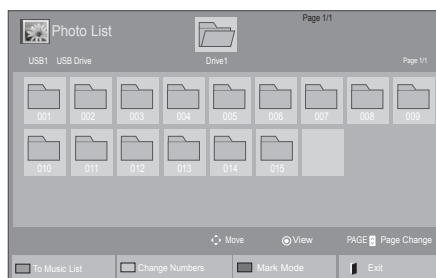 Page 1/1
Photo List
USB1 USB Drive Drive1 Page 1/1
001 002 003 004 005 006 007 008 009
010 011 012 013 014 015
Move View PAGE Page Change
To Music List Change Numbers Mark Mode Exit